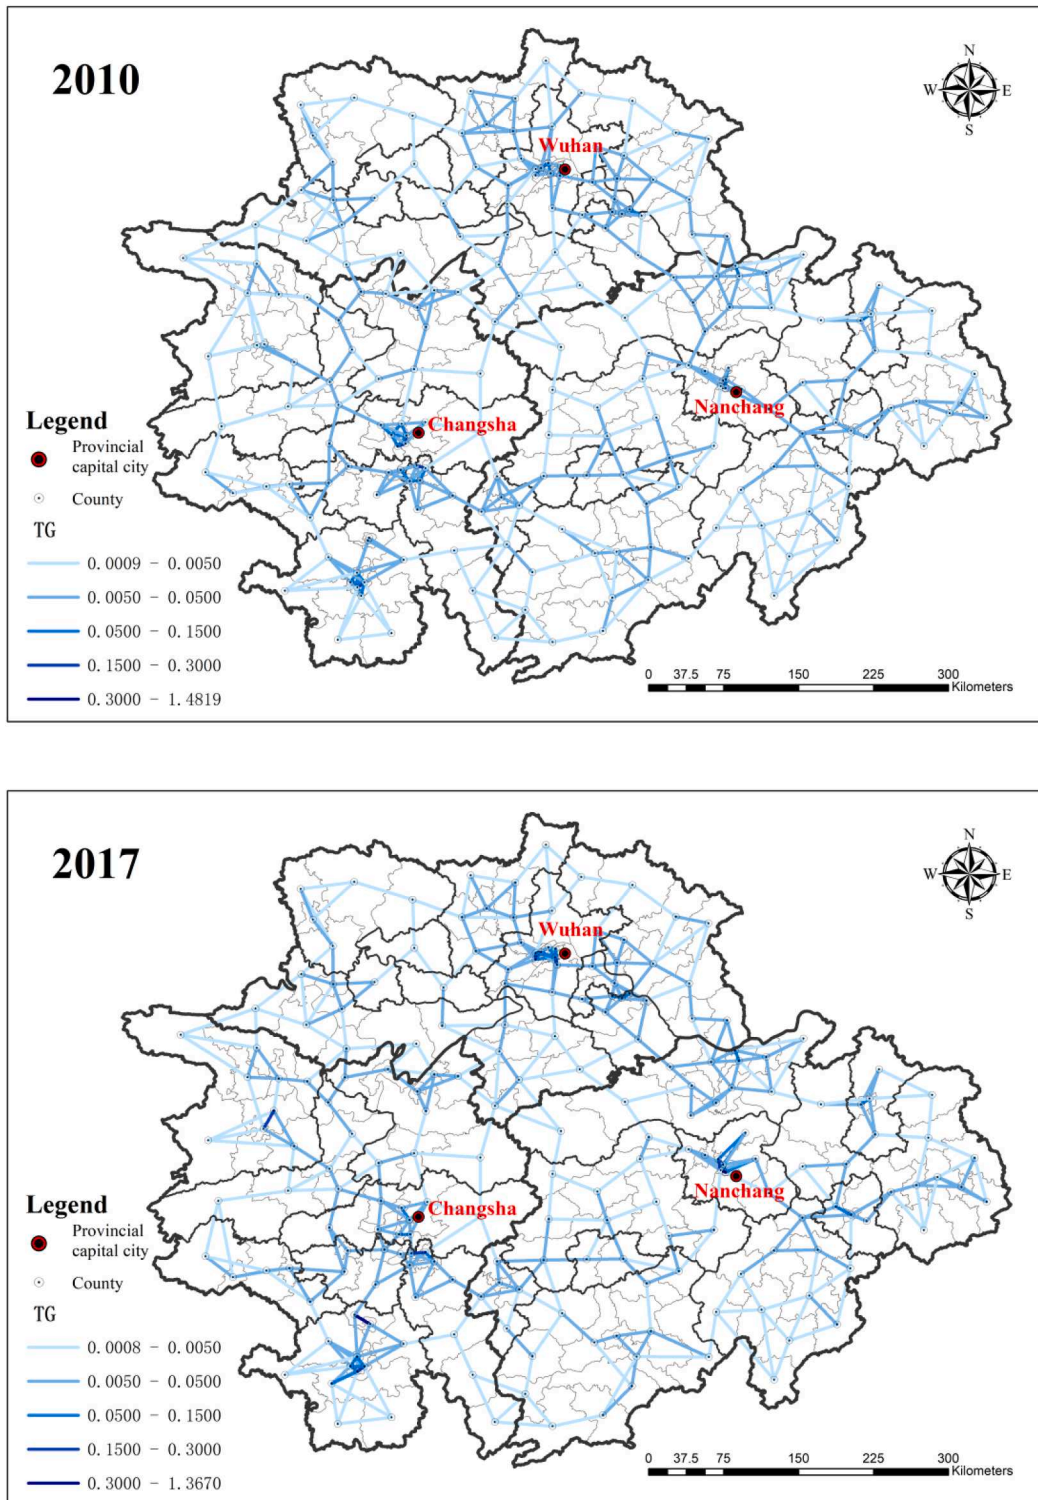 2010
N
W
E
S
Wuhan
Nanchang
Changsha
Legend
Provincial
capital city
County
TG
0.0009 - 0.0050
0.0050 - 0.0500
0.0500 - 0.1500
0.1500 - 0.3000
0.3000 - 1.4819
0 37.5 75 150 225 300
Kilometers
2017
N
W
E
S
Wuhan
Nanchang
Changsha
Legend
Provincial
capital city
County
TG
0.0008 - 0.0050
0.0050 - 0.0500
0.0500 - 0.1500
0.1500 - 0.3000
0.3000 - 1.3670
0 37.5 75 150 225 300
Kilometers